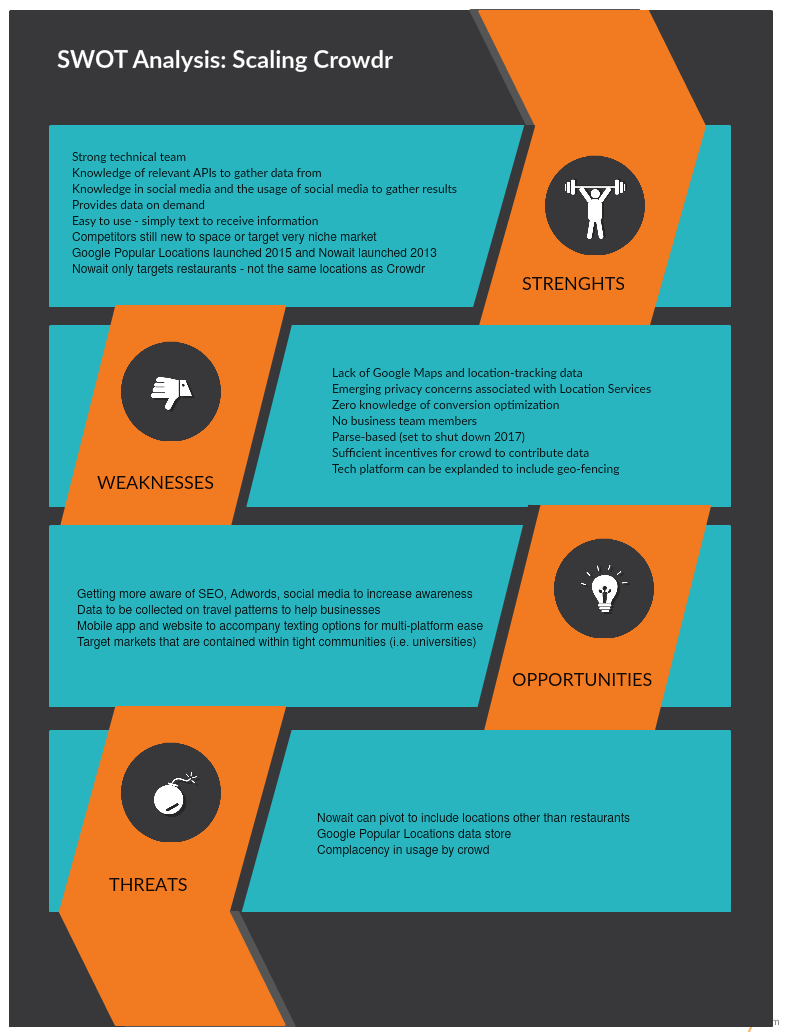 SWOT Analysis: Scaling Crowdr
Strong technical team
Knowledge of relevant APIs to gather data from
Knowledge in social media and the usage of social media to gather results
Provides data on demand
Easy to use - simply text to receive information
Competitors still new to space or target very niche market
Google Popular Locations launched 2015 and Nowait launched 2013
Nowait only targets restaurants - not the same locations as Crowdr
STRENGHTS
WEAKNESSES
Lack of Google Maps and location-tracking data
Emerging privacy concerns associated with Location Services
Zero knowledge of conversion optimization
No business team members
Parse-based (set to shut down 2017)
Sufficient incentives for crowd to contribute data
Tech platform can be explanded to include geo-fencing
Getting more aware of SEO, Adwords, social media to increase awareness
Data to be collected on travel patterns to help businesses
Mobile app and website to accompany texting options for multi-platform ease
Target markets that are contained within tight communities (i.e. universities)
OPPORTUNITIES
THREATS
Nowait can pivot to include locations other than restaurants
Google Popular Locations data store
Complacency in usage by crowd